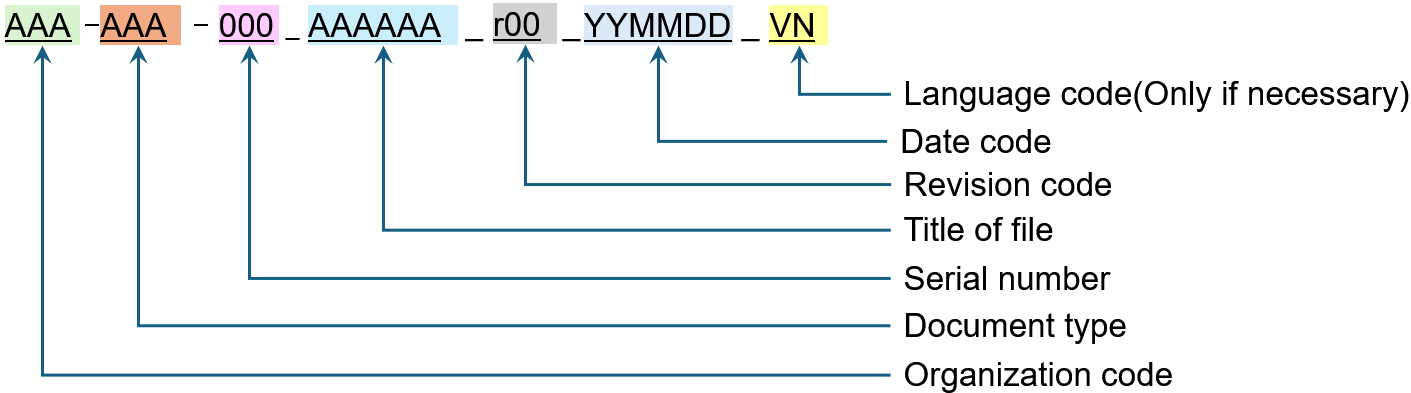 AAA -AAA - 000 _ AAAAAA _ r00 _ YYMMDD _ VN
Language code(Only if necessary)
Date code
Revision code
Title of file
Serial number
Document type
Organization code